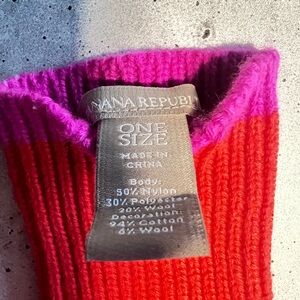 NANA REPUBL
ONE
SIZE
MADE IN
CHINA
Body:
50% Nylon
30% Polyester
20% Wool
Decoration:
94% Cotton
6% Wool